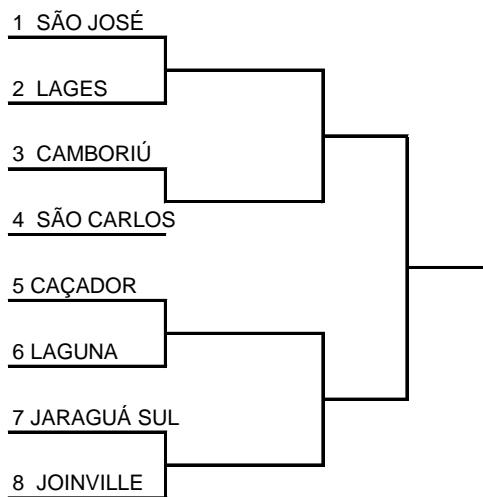 1 SÃO JOSÉ
2 LAGES
3 CAMBORIÚ
4 SÃO CARLOS
5 CAÇADOR
6 LAGUNA
7 JARAGUÁ SUL
8 JOINVILLE